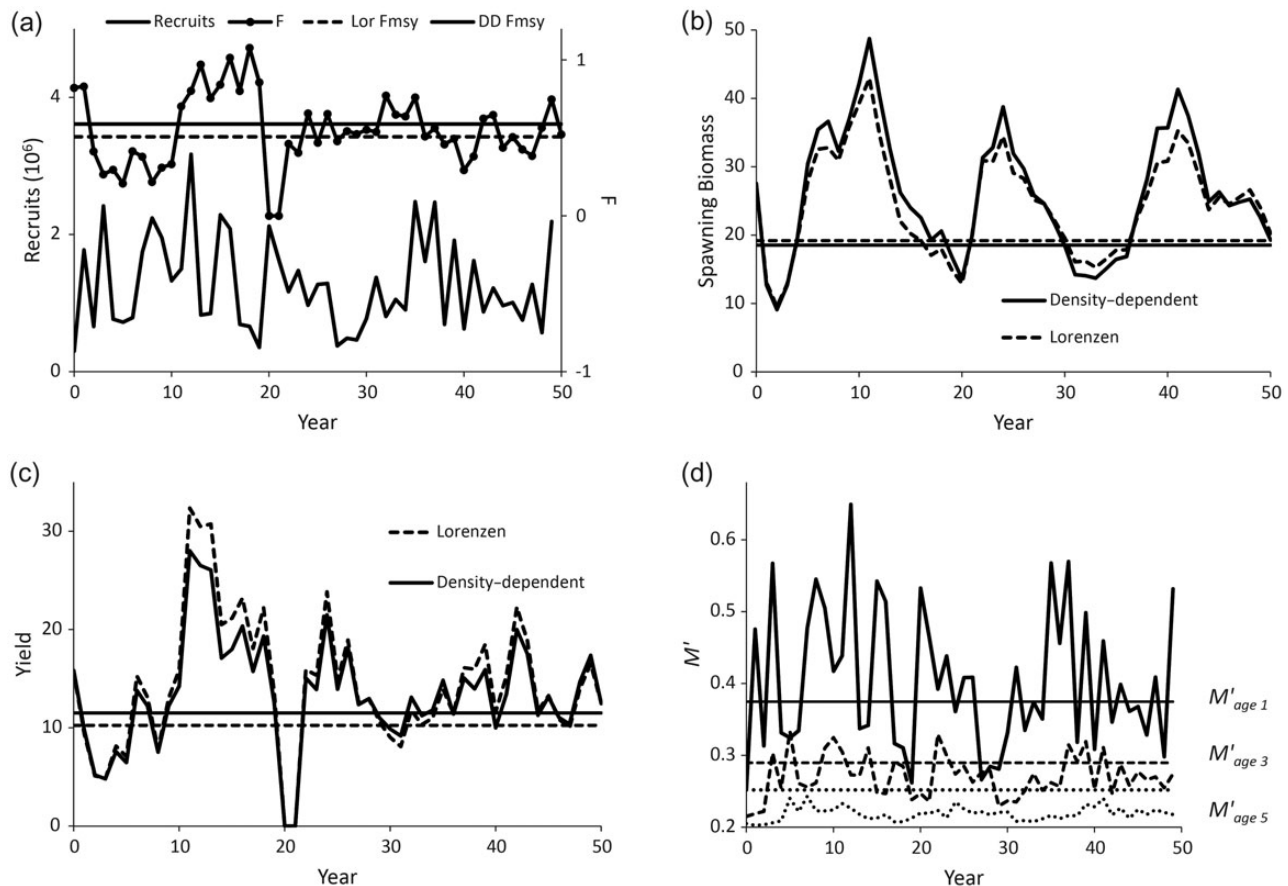 (a)
Recruits F Lor Fmsy DD Fmsy
4
2
0
Recruits (10⁶)
1
0
-1
F
0 10 20 30 40 50
Year
(b)
50
40
30
20
10
0
Spawning Biomass
Density–dependent
Lorenzen
0 10 20 30 40 50
Year
(c)
30
20
10
0
Yield
Lorenzen
Density–dependent
0 10 20 30 40 50
Year
(d)
0.6
0.5
0.4
0.3
0.2
M'
M'age 1
M'age 3
M'age 5
0 10 20 30 40 50
Year